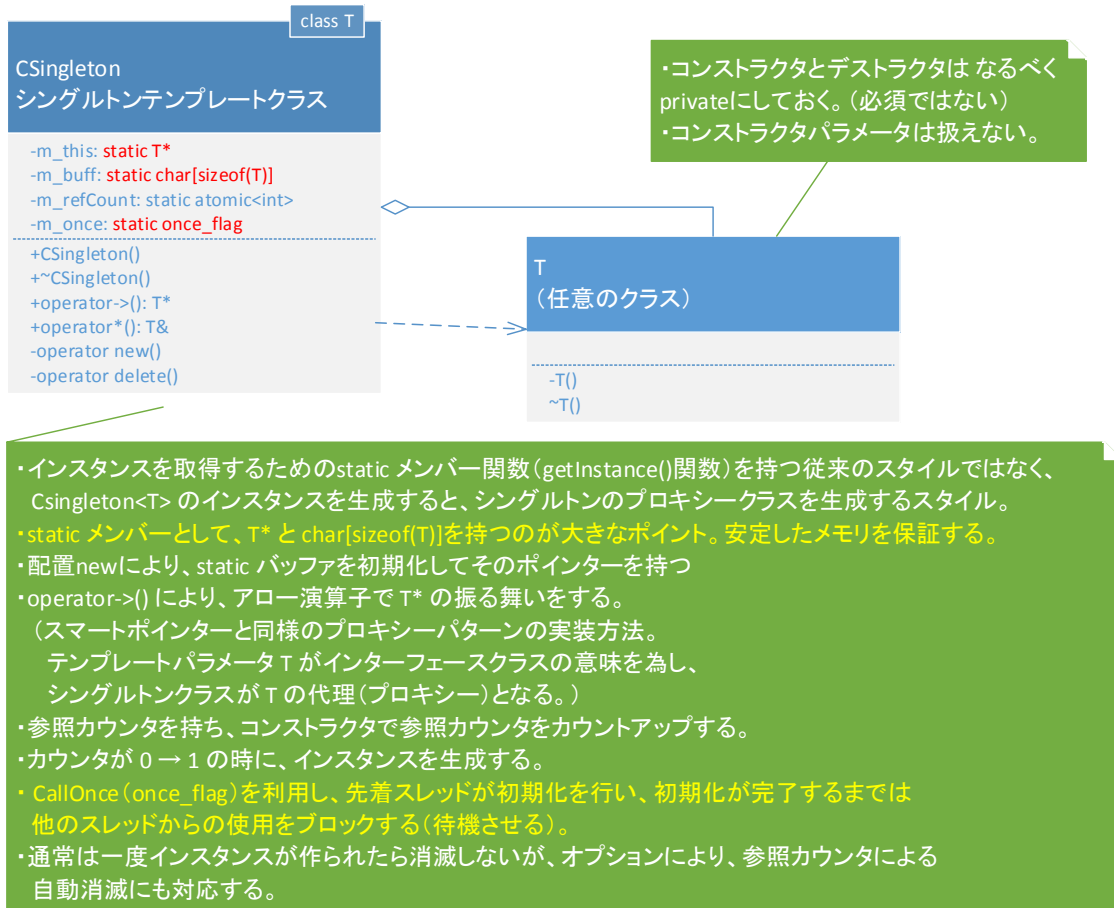 class T
CSingleton
シングルトンテンプレートクラス
-m_this: static T*
-m_buff: static char[sizeof(T)]
-m_refCount: static atomic<int>
-m_once: static once_flag
+CSingleton()
+~CSingleton()
+operator->(): T*
+operator*(): T&
-operator new()
-operator delete()
・コンストラクタとデストラクタは なるべく
privateにしておく。（必須ではない）
・コンストラクタパラメータは扱えない。
T
（任意のクラス）
-T()
~T()
・インスタンスを取得するためのstatic メンバー関数（getInstance()関数）を持つ従来のスタイルではなく、
Csingleton<T> のインスタンスを生成すると、シングルトンのプロキシークラスを生成するスタイル。
・static メンバーとして、T* と char[sizeof(T)]を持つのが大きなポイント。安定したメモリを保証する。
・配置newにより、static バッファを初期化してそのポインターを持つ
・operator->() により、アロー演算子で T* の振る舞いをする。
（スマートポインターと同様のプロキシーパターンの実装方法。
テンプレートパラメータ T がインターフェースクラスの意味を為し、
シングルトンクラスが T の代理（プロキシー）となる。）
・参照カウンタを持ち、コンストラクタで参照カウンタをカウントアップする。
・カウンタが 0 → 1 の時に、インスタンスを生成する。
・ CallOnce（once_flag）を利用し、先着スレッドが初期化を行い、初期化が完了するまでは
他のスレッドからの使用をブロックする（待機させる）。
・通常は一度インスタンスが作られたら消滅しないが、オプションにより、参照カウンタによる
自動消滅にも対応する。